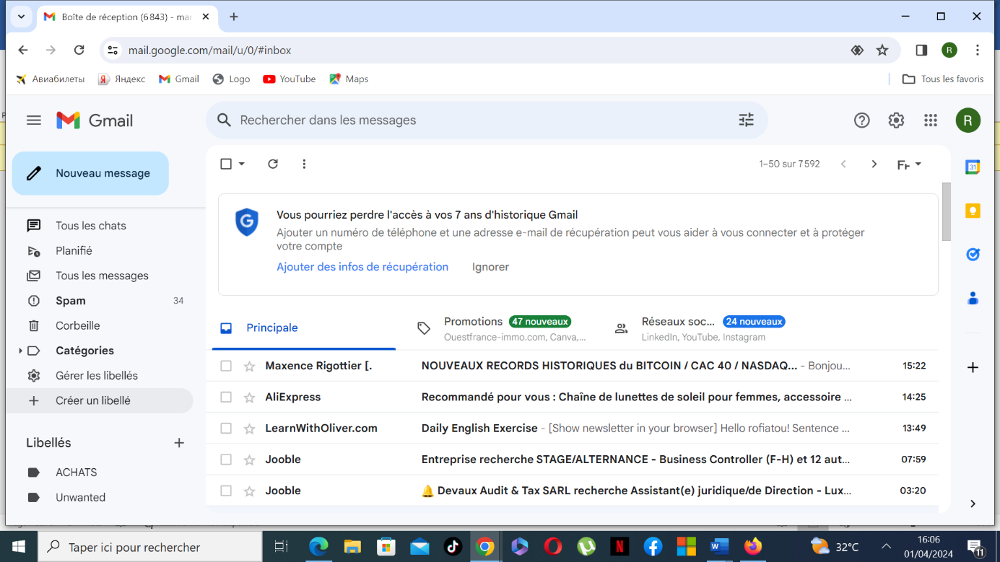 Boîte de réception (6 843) - mar
mail.google.com/mail/u/0/#inbox
R
Авиабилеты
Яндекс
Gmail
Logo
YouTube
Maps
Tous les favoris
Gmail
Rechercher dans les messages
R
Nouveau message
1–50 sur 7 592
Vous pourriez perdre l'accès à vos 7 ans d'historique Gmail
Ajouter un numéro de téléphone et une adresse e-mail de récupération peut vous aider à vous connecter et à protéger
votre compte
Ajouter des infos de récupération Ignorer
Tous les chats
Planifié
Tous les messages
Spam 34
Corbeille
Catégories
Gérer les libellés
Créer un libellé
Libellés
ACHATS
Unwanted
Principale
Promotions 47 nouveaux
Ouestfrance-immo.com, Canva,...
Réseaux soc... 24 nouveaux
LinkedIn, YouTube, Instagram
Maxence Rigottier [. NOUVEAUX RECORDS HISTORIQUES du BITCOIN / CAC 40 / NASDAQ... - Bonjou... 15:22
AliExpress Recommandé pour vous : Chaîne de lunettes de soleil pour femmes, accessoire ... 14:25
LearnWithOliver.com Daily English Exercise - [Show newsletter in your browser] Hello rofiatou! Sentence ... 13:49
Jooble Entreprise recherche STAGE/ALTERNANCE - Business Controller (F-H) et 12 aut... 07:59
Jooble 🔔 Devaux Audit & Tax SARL recherche Assistant(e) juridique/de Direction - Lux... 03:20
31
Taper ici pour rechercher
32°C
16:06
01/04/2024
11